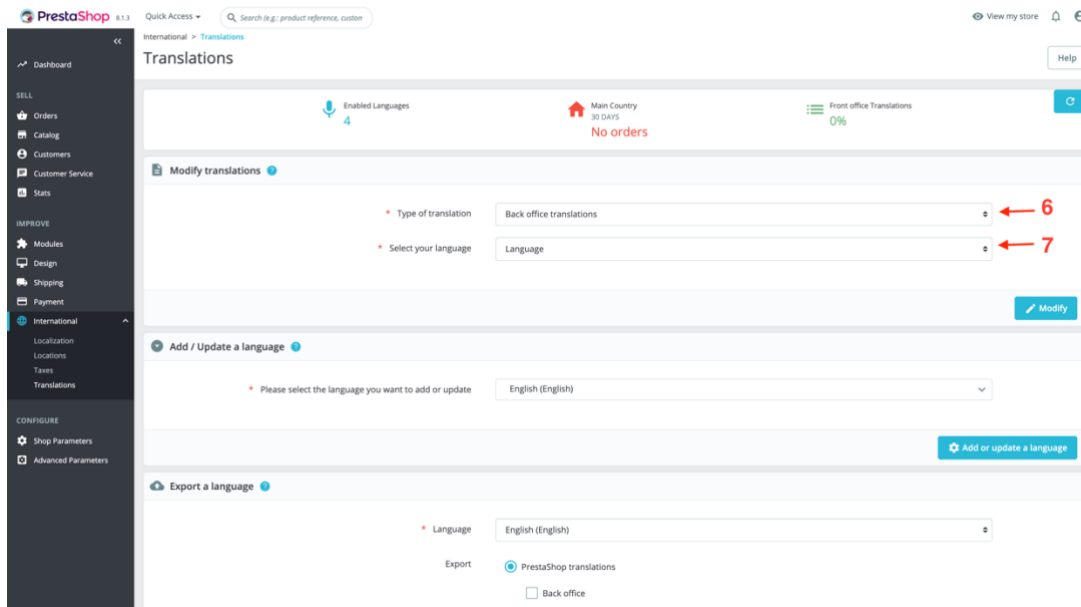 PrestaShop 8.1.3 Quick Access Search (e.g.: product reference, custom View my store
International > Translations
Translations
Help
Dashboard
SELL
Orders
Catalog
Customers
Customer Service
Stats
IMPROVE
Modules
Design
Shipping
Payment
International
Localization
Locations
Taxes
Translations
CONFIGURE
Shop Parameters
Advanced Parameters
Enabled Languages
4
Main Country
30 DAYS
No orders
Front office Translations
0%
Modify translations ?
* Type of translation Back office translations 6
* Select your language Language 7
Modify
Add / Update a language ?
* Please select the language you want to add or update English (English)
Add or update a language
Export a language ?
* Language English (English)
Export PrestaShop translations
Back office